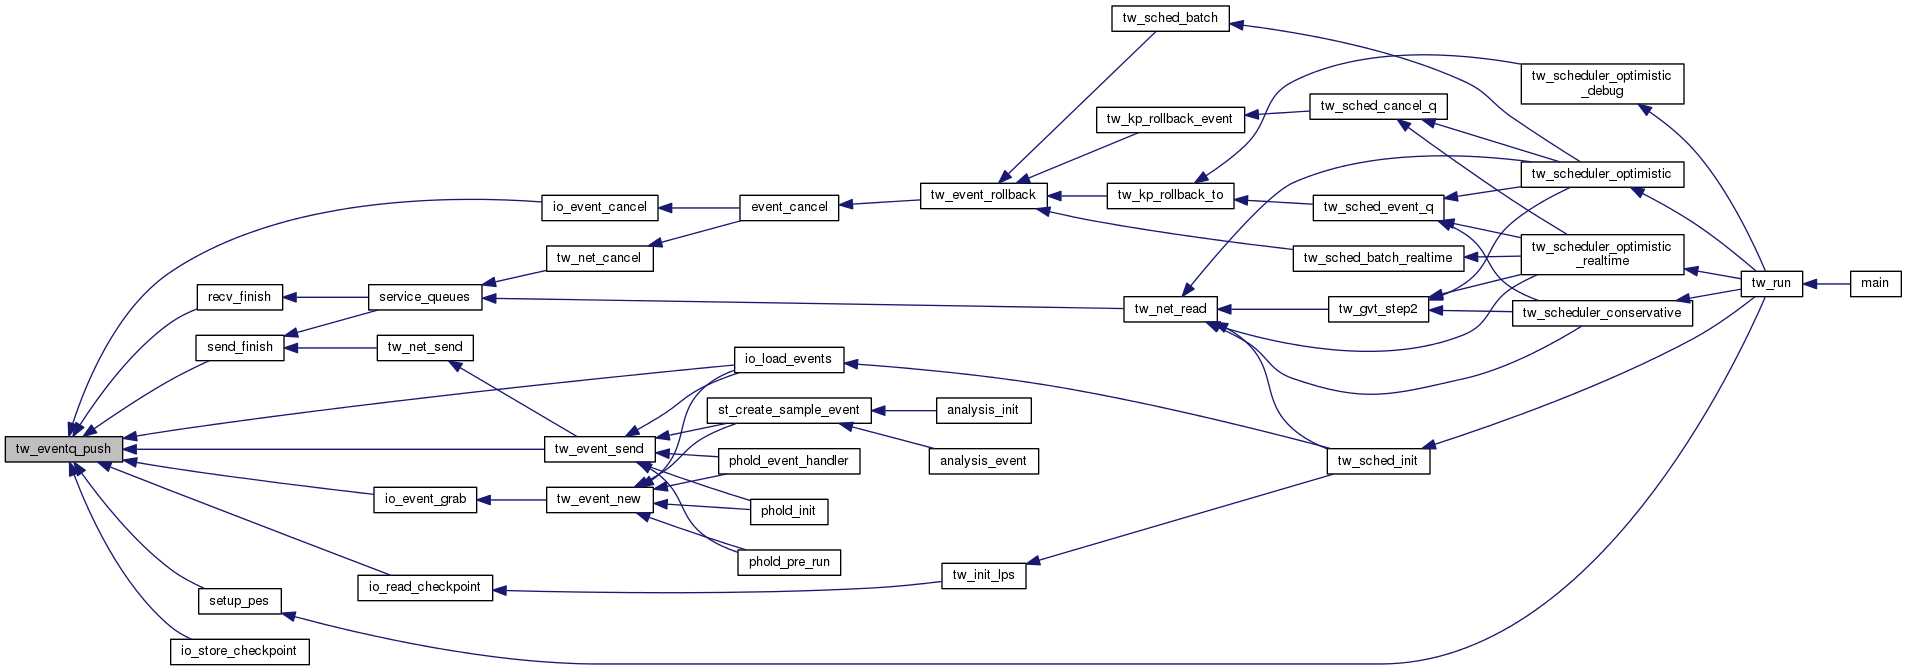 tw_sched_batch
tw_scheduler_optimistic
_debug
tw_sched_cancel_q
tw_kp_rollback_event
tw_scheduler_optimistic
tw_event_rollback
tw_kp_rollback_to
io_event_cancel
event_cancel
tw_sched_event_q
tw_scheduler_optimistic
_realtime
tw_net_cancel
tw_sched_batch_realtime
tw_run
main
recv_finish
service_queues
tw_net_read
tw_gvt_step2
tw_scheduler_conservative
send_finish
tw_net_send
io_load_events
st_create_sample_event
analysis_init
tw_eventq_push
tw_event_send
phold_event_handler
analysis_event
tw_sched_init
io_event_grab
tw_event_new
phold_init
phold_pre_run
tw_init_lps
io_read_checkpoint
setup_pes
io_store_checkpoint